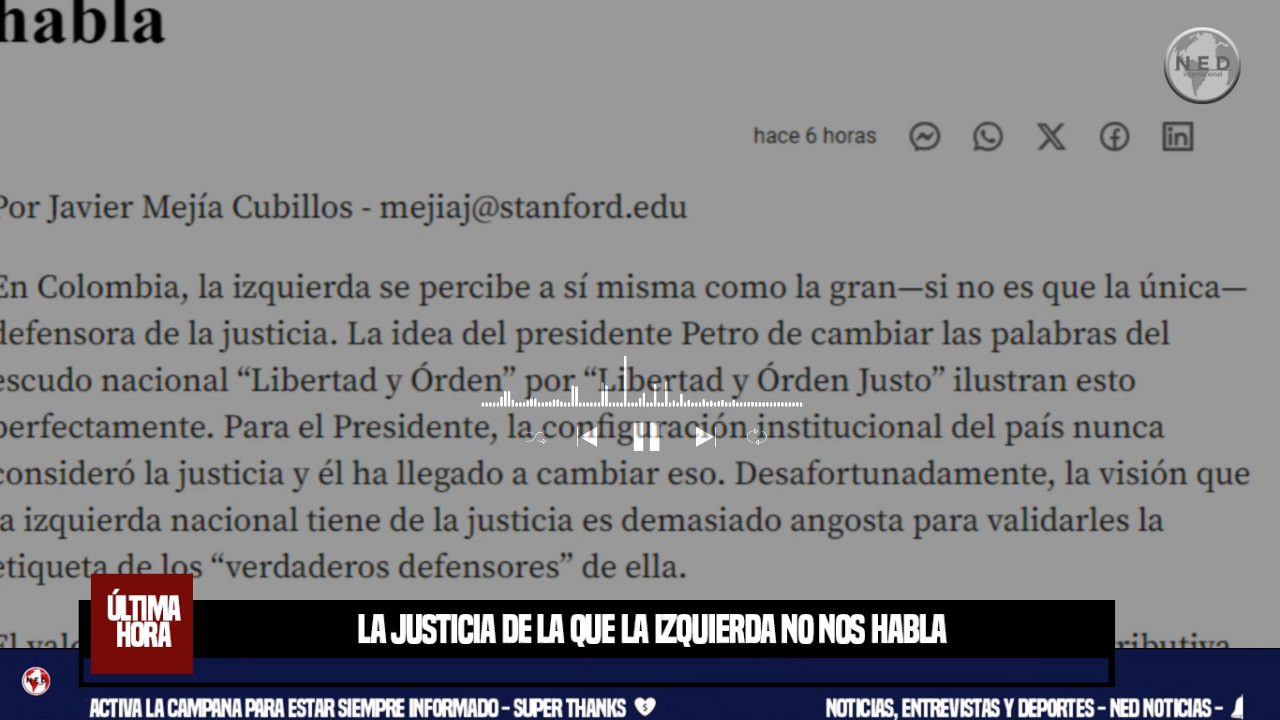 habla
NED
internacional
hace 6 horas
Por Javier Mejía Cubillos - mejiaj@stanford.edu
En Colombia, la izquierda se percibe a sí misma como la gran—si no es que la única—
defensora de la justicia. La idea del presidente Petro de cambiar las palabras del
escudo nacional “Libertad y Órden” por “Libertad y Órden Justo” ilustran esto
perfectamente. Para el Presidente, la configuración institucional del país nunca
consideró la justicia y él ha llegado a cambiar eso. Desafortunadamente, la visión que
la izquierda nacional tiene de la justicia es demasiado angosta para validarles la
etiqueta de los “verdaderos defensores” de ella.
ÚLTIMA
HORA
LA JUSTICIA DE LA QUE LA IZQUIERDA NO NOS HABLA
El
NED
ACTIVA LA CAMPANA PARA ESTAR SIEMPRE INFORMADO - SUPER THANKS
NOTICIAS, ENTREVISTAS Y DEPORTES - NED NOTICIAS -